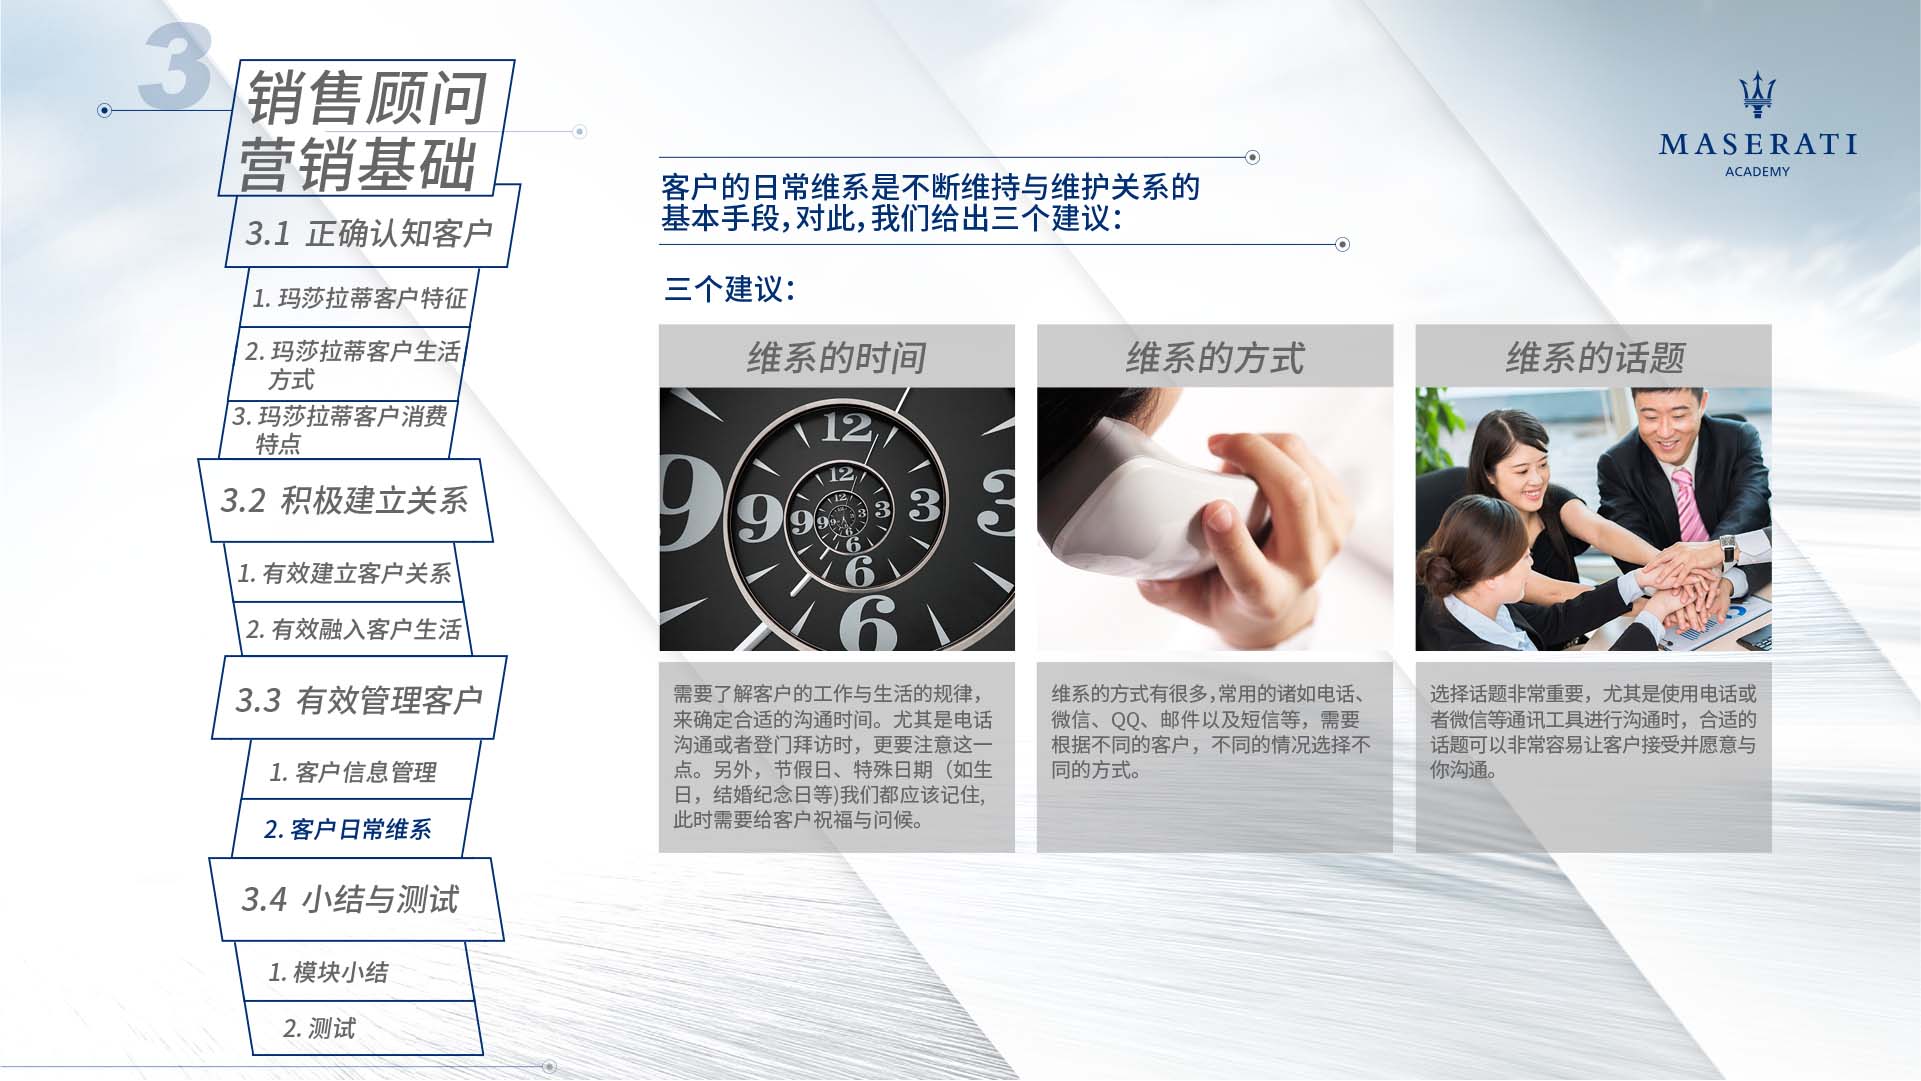 3
销售顾问
营销基础
3.1 正确认知客户
1. 玛莎拉蒂客户特征
2. 玛莎拉蒂客户生活
方式
3. 玛莎拉蒂客户消费
特点
3.2 积极建立关系
1. 有效建立客户关系
2. 有效融入客户生活
3.3 有效管理客户
1. 客户信息管理
2. 客户日常维系
3.4 小结与测试
1. 模块小结
2. 测试
MASERATI
ACADEMY
客户的日常维系是不断维持与维护关系的
基本手段，对此，我们给出三个建议：
三个建议：
维系的时间
12
9
3
6
12
9
3
6
12
9
3
6
需要了解客户的工作与生活的规律，
来确定合适的沟通时间。尤其是电话
沟通或者登门拜访时，更要注意这一
点。另外，节假日、特殊日期（如生
日，结婚纪念日等)我们都应该记住，
此时需要给客户祝福与问候。
维系的方式
维系的方式有很多，常用的诸如电话、
微信、QQ、邮件以及短信等，需要
根据不同的客户，不同的情况选择不
同的方式。
维系的话题
选择话题非常重要，尤其是使用电话或
者微信等通讯工具进行沟通时，合适的
话题可以非常容易让客户接受并愿意与
你沟通。